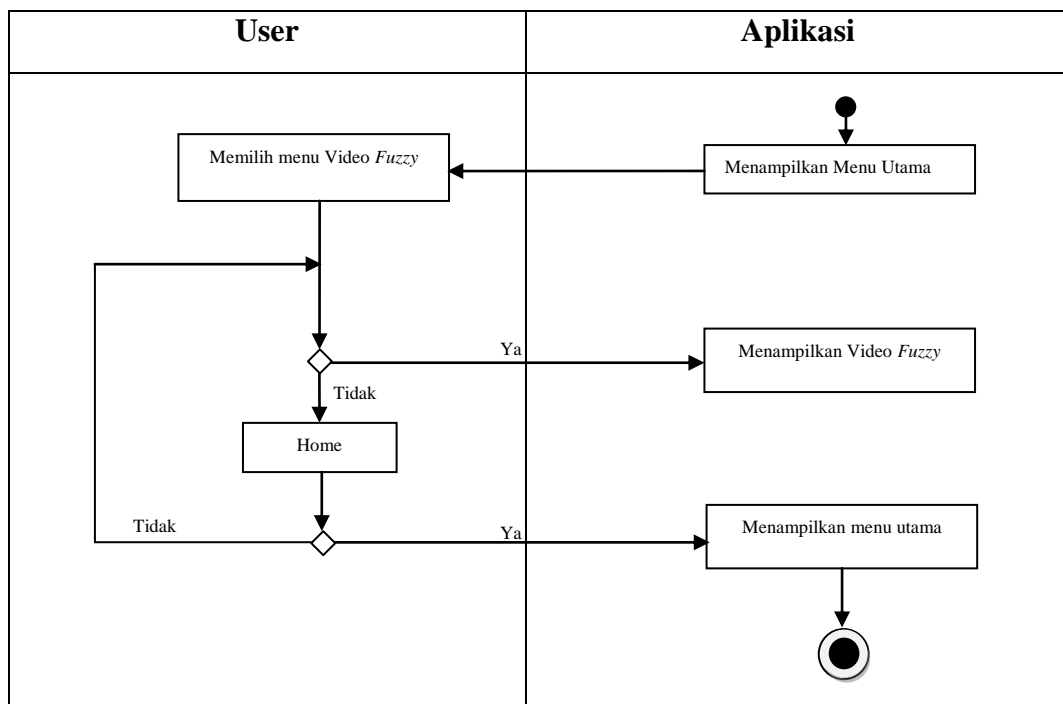 User
Aplikasi
Memilih menu Video Fuzzy
Menampilkan Menu Utama
Ya
Menampilkan Video Fuzzy
Tidak
Home
Tidak
Ya
Menampilkan menu utama